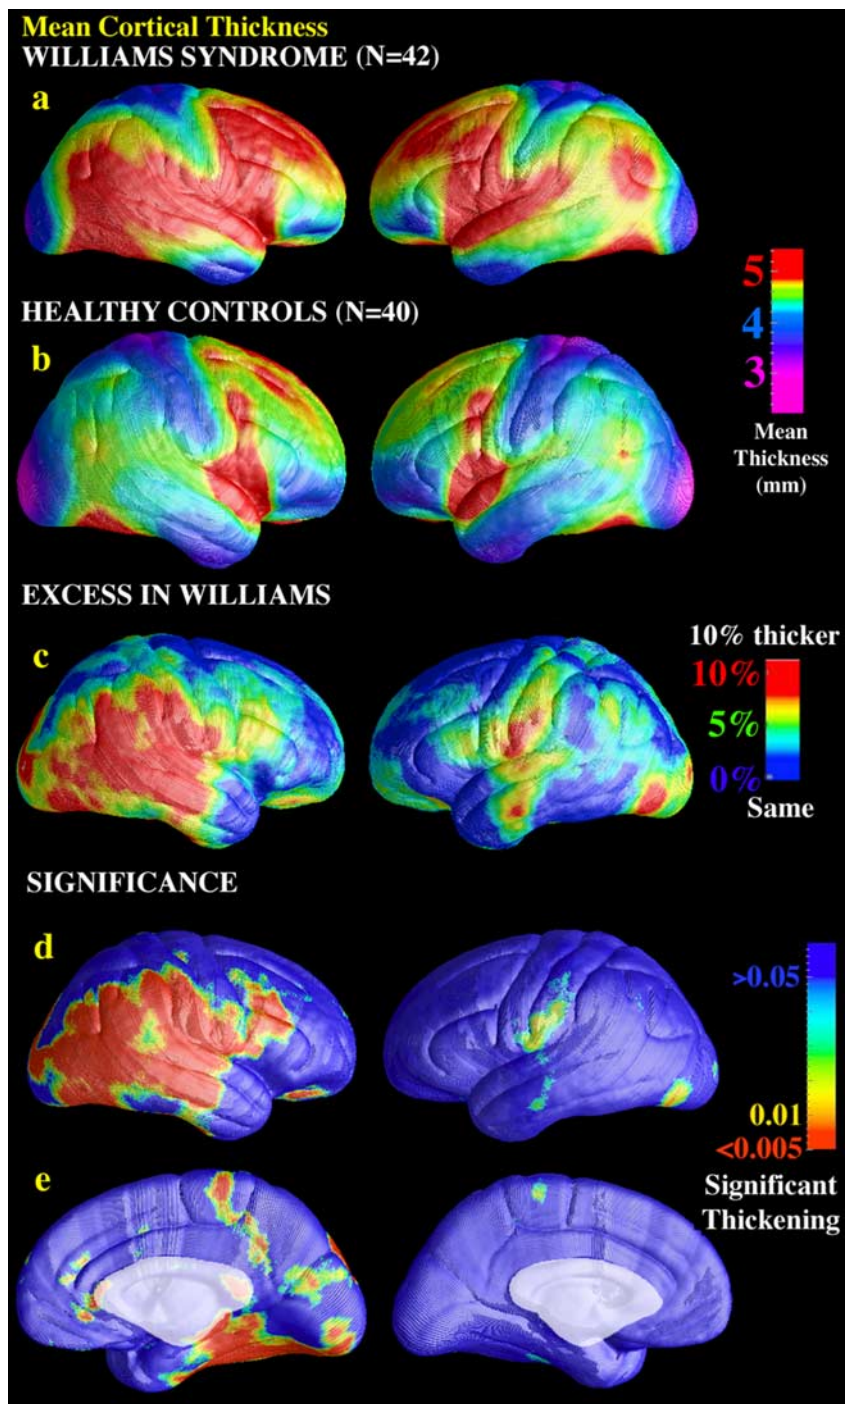 Mean Cortical Thickness
WILLIAMS SYNDROME (N=42)
a
5
4
3
Mean
Thickness
(mm)
HEALTHY CONTROLS (N=40)
b
EXCESS IN WILLIAMS
c
10% thicker
10%
5%
0%
Same
SIGNIFICANCE
d
>0.05
0.01
<0.005
Significant
Thickening
e